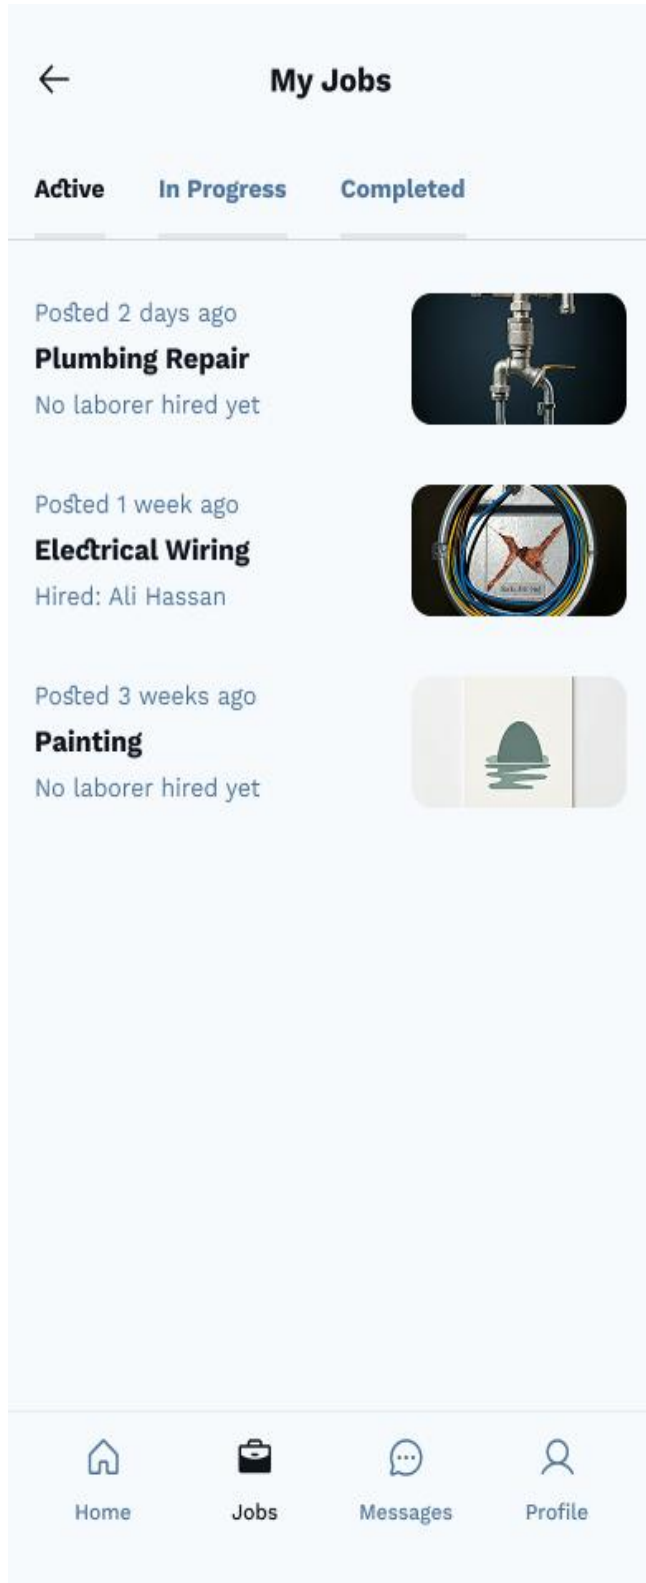 My Jobs
Active In Progress Completed
Posted 2 days ago
Plumbing Repair
No laborer hired yet
Posted 1 week ago
Electrical Wiring
Hired: Ali Hassan
Posted 3 weeks ago
Painting
No laborer hired yet
Home Jobs Messages Profile